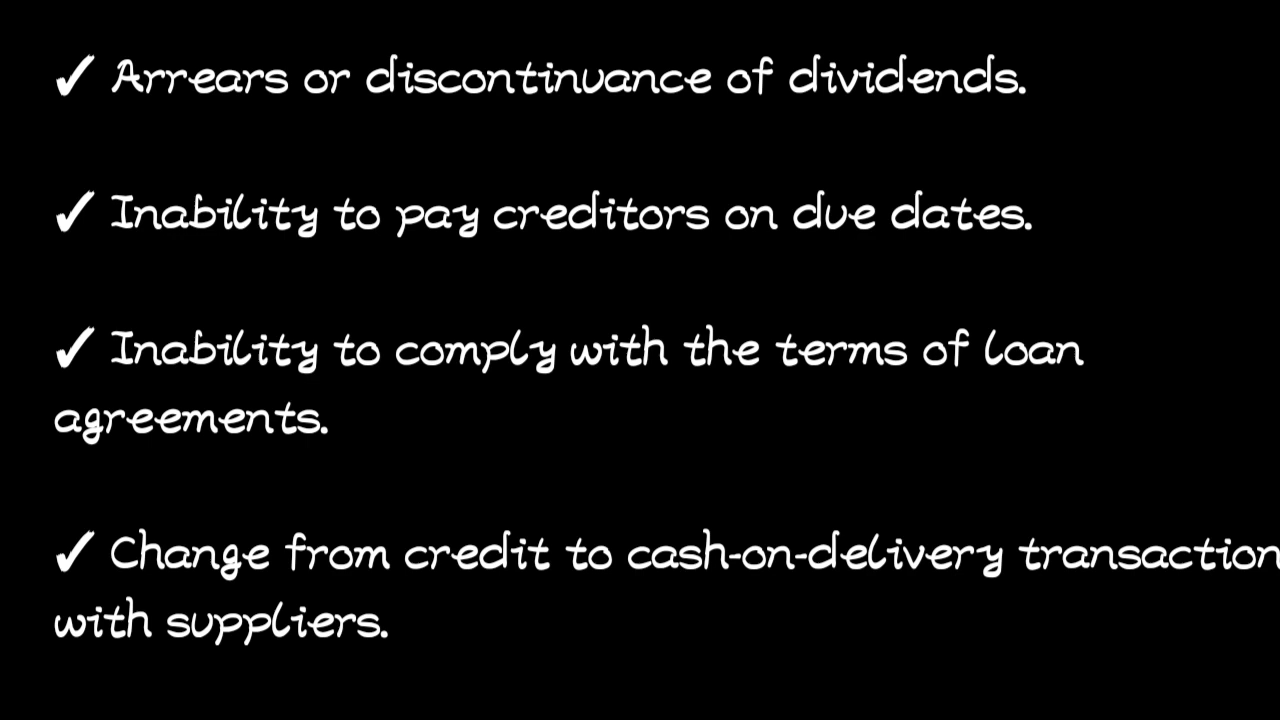 ✓ Arrears or discontinuance of dividends.
✓ Inability to pay creditors on due dates.
✓ Inability to comply with the terms of loan
agreements.
✓ Change from credit to cash-on-delivery transaction
with suppliers.